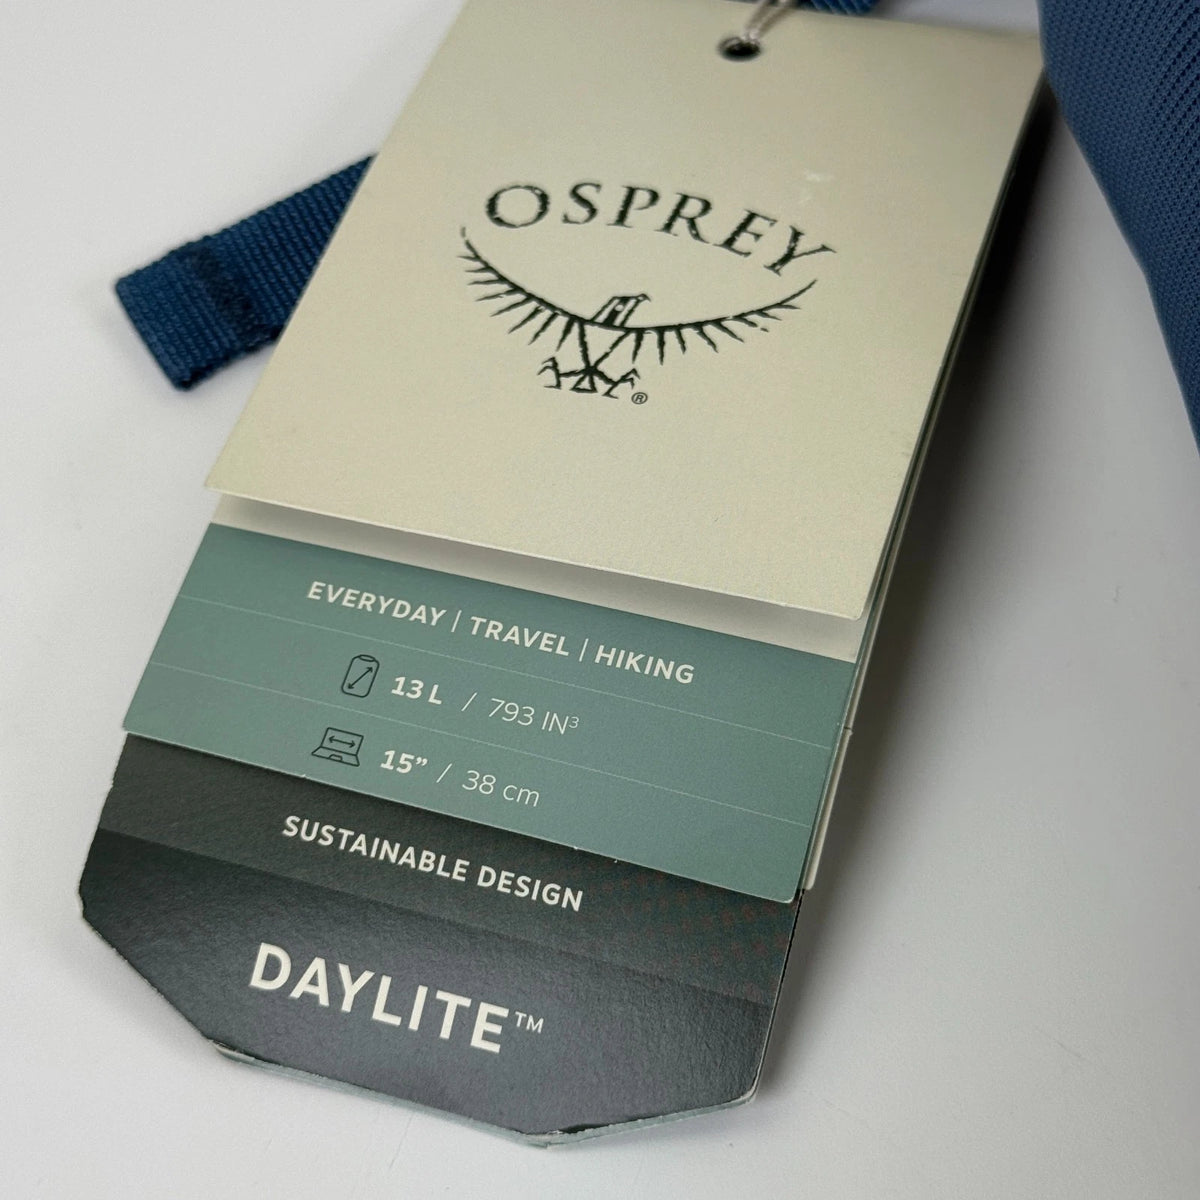 OSPREY
®
EVERYDAY | TRAVEL | HIKING
13 L / 793 IN³
15” / 38 cm
SUSTAINABLE DESIGN
DAYLITE™